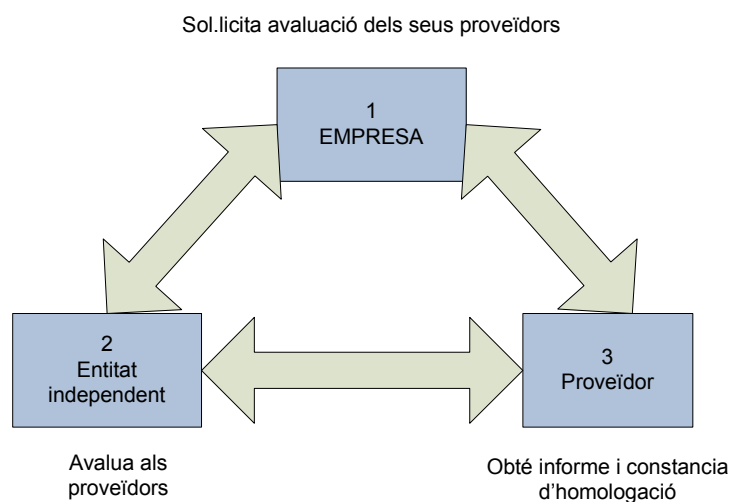 Sol.licita avaluació dels seus proveïdors
1
EMPRESA
2
Entitat
independent
3
Proveïdor
Avalua als
proveïdors
Obté informe i constancia
d’homologació